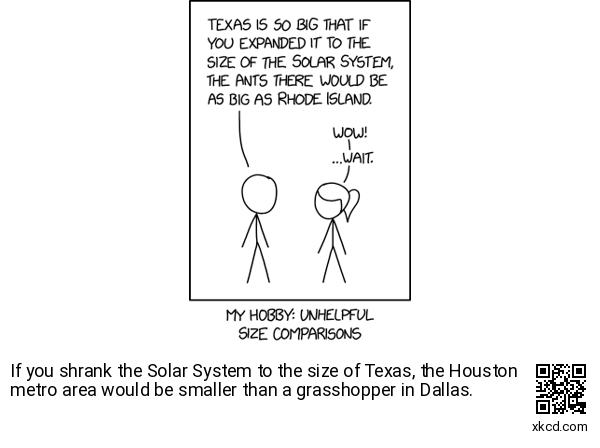 TEXAS IS SO BIG THAT IF
YOU EXPANDED IT TO THE
SIZE OF THE SOLAR SYSTEM,
THE ANTS THERE WOULD BE
AS BIG AS RHODE ISLAND.
WOW!
...WAIT.
MY HOBBY: UNHELPFUL
SIZE COMPARISONS
If you shrank the Solar System to the size of Texas, the Houston
metro area would be smaller than a grasshopper in Dallas.
xkcd.com